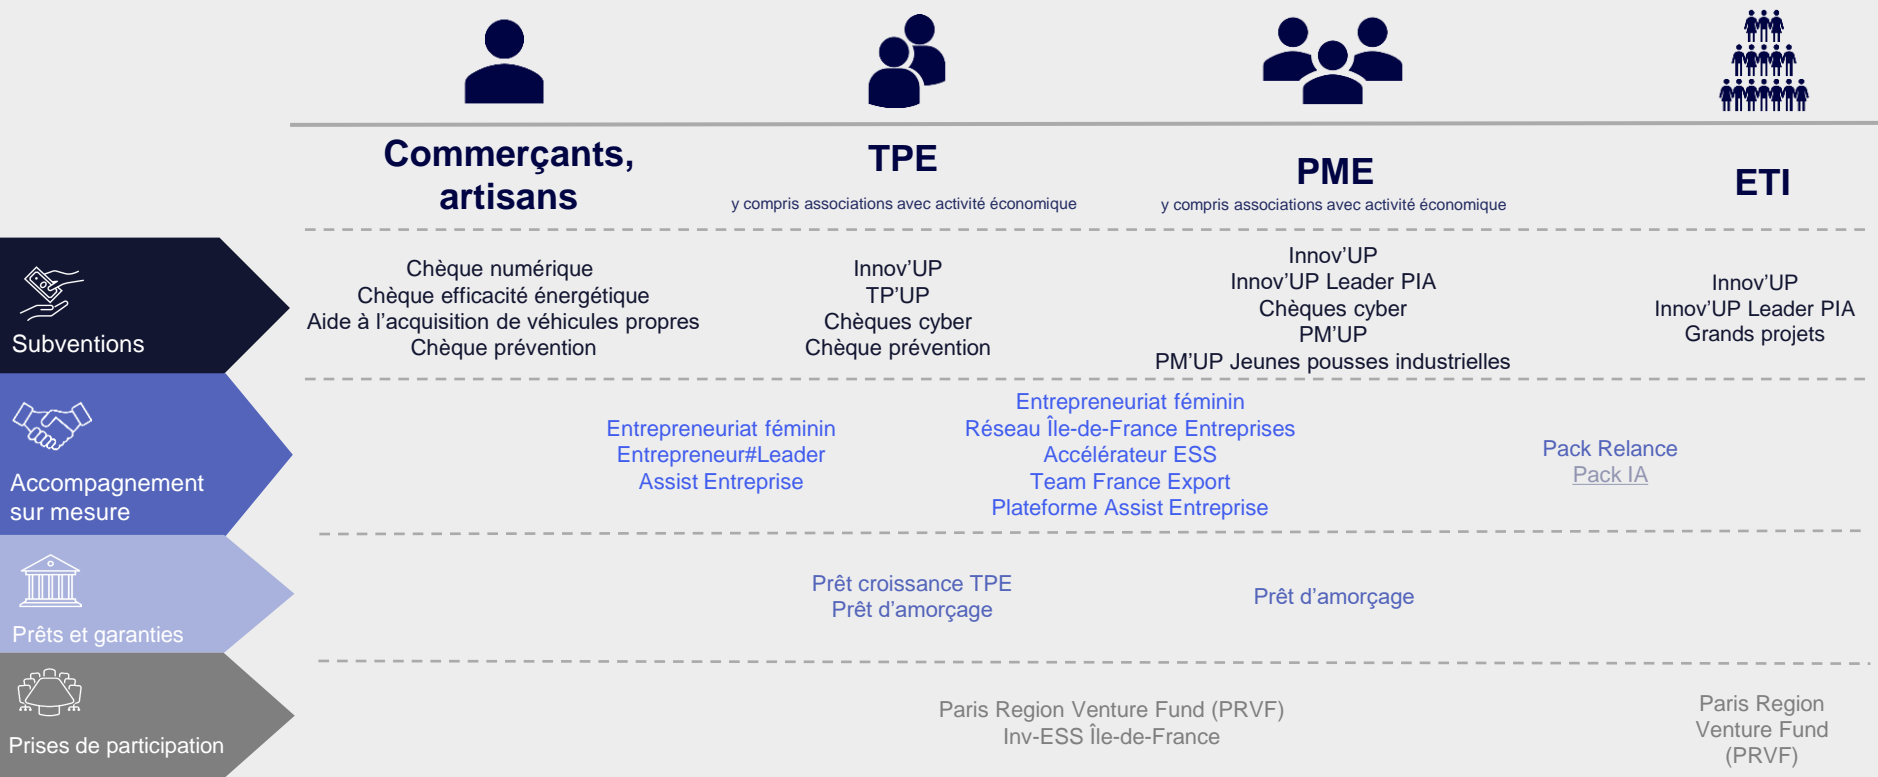 Commerçants,
artisans
TPE
y compris associations avec activité économique
PME
y compris associations avec activité économique
ETI
Subventions
Chèque numérique
Chèque efficacité énergétique
Aide à l’acquisition de véhicules propres
Chèque prévention
Innov’UP
TP’UP
Chèques cyber
Chèque prévention
Innov’UP
Innov’UP Leader PIA
Chèques cyber
PM’UP
PM’UP Jeunes pousses industrielles
Innov’UP
Innov’UP Leader PIA
Grands projets
Accompagnement
sur mesure
Entrepreneuriat féminin
Entrepreneur#Leader
Assist Entreprise
Entrepreneuriat féminin
Réseau Île-de-France Entreprises
Accélérateur ESS
Team France Export
Plateforme Assist Entreprise
Pack Relance
Pack IA
Prêts et garanties
Prêt croissance TPE
Prêt d’amorçage
Prêt d’amorçage
Prises de participation
Paris Region Venture Fund (PRVF)
Inv-ESS Île-de-France
Paris Region
Venture Fund
(PRVF)